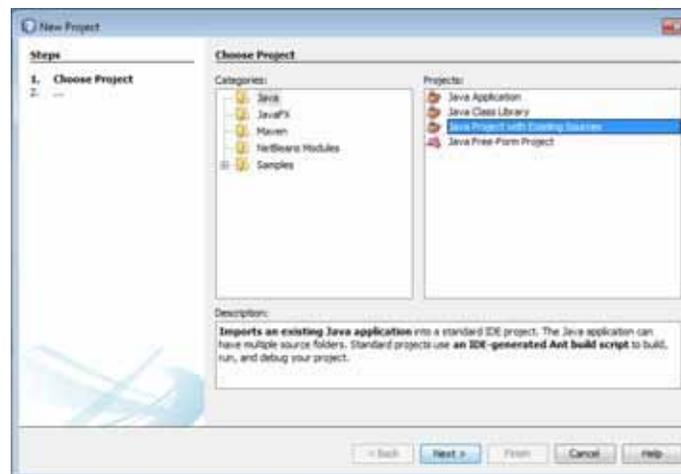 New Project
Steps
1. Choose Project
2. ...
Choose Project
Categories:
Java
JavaFX
Maven
NetBeans Modules
Samples
Projects:
Java Application
Java Class Library
Java Project with Existing Sources
Java Free-Form Project
Description:
Imports an existing Java application into a standard IDE project. The Java application can
have multiple source folders. Standard projects use an IDE-generated Ant build script to build,
run, and debug your project.
< Back Next > Finish Cancel Help